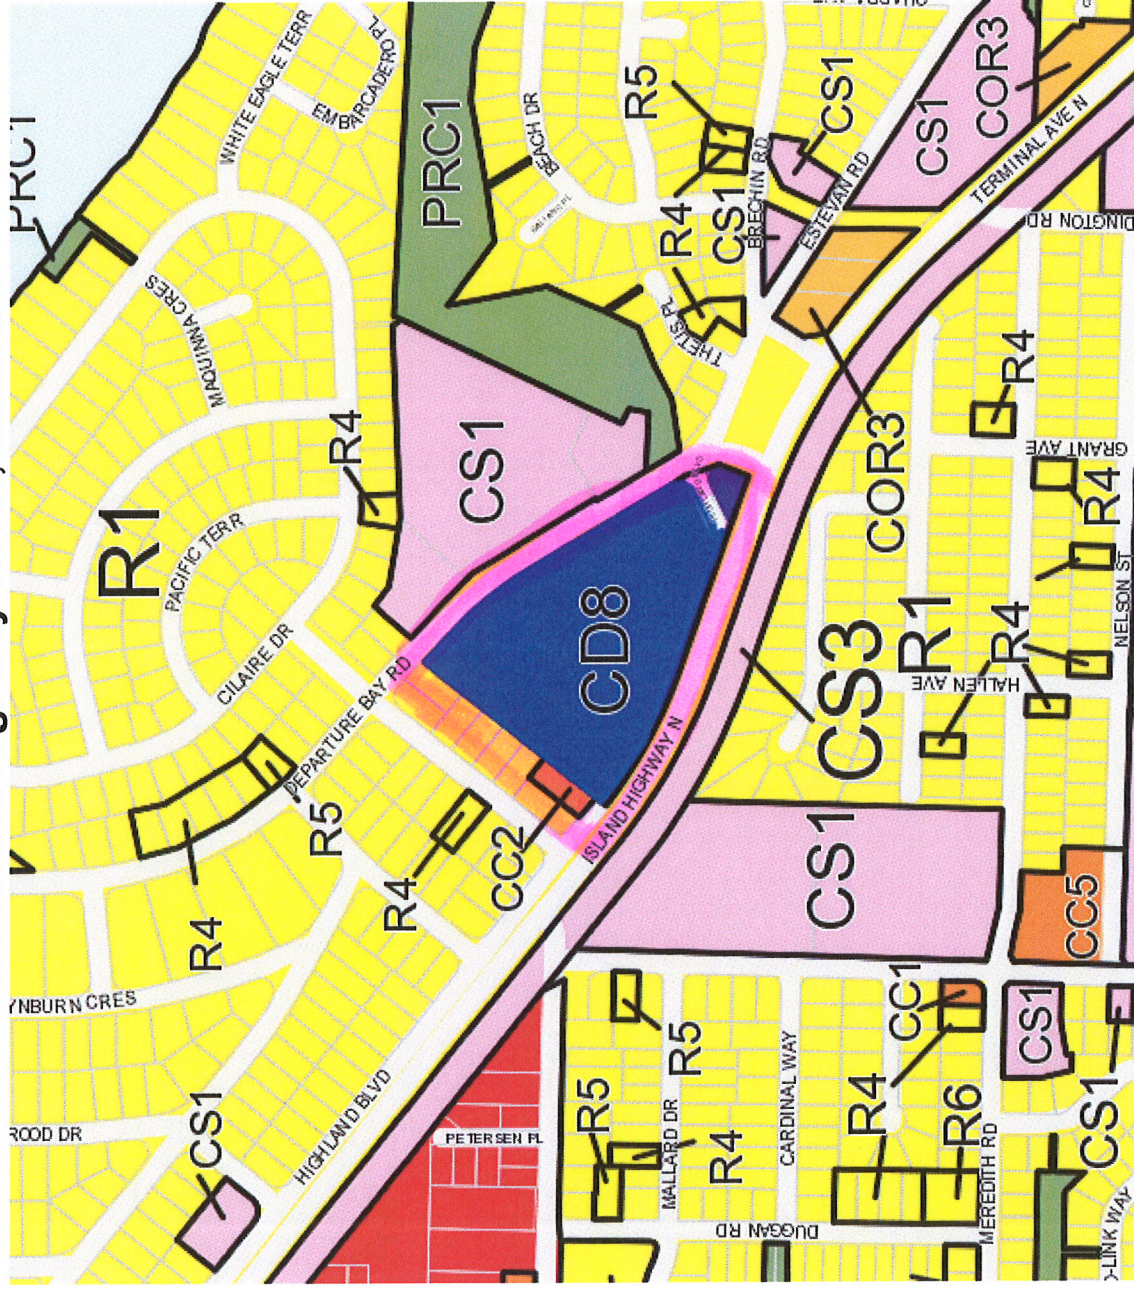 PRC1
WHITE EAGLE TERR
EMBARCADERO PL
PRC1
BEACH DR
R5
CS1
COR3
CS1
TERMINAL AVE N
BRECHIN RD
ESTEVAN RD
CS1
R4
THETIS PL
DINGTON RD
MAQUINNA CRES
R4
R1
PACIFIC TERR
CS1
CILAIRE DR
DEPARTURE BAY RD
CD8
COR3
R4
GRANT AVE
R4
NELSON ST
R1
R4
HALLEN AVE
CS3
ISLAND HIGHWAY N
R5
R4
R4
CC2
CS1
CC5
YNBURN CRES
ROOD DR
CS1
HIGHLAND BLVD
PETERSEN PL
R5
R5
MALLARD DR
R4
CARDINAL WAY
CC1
R4
R6
MEREDITH RD
CS1
CS1
DUGGAN RD
-LINK WAY